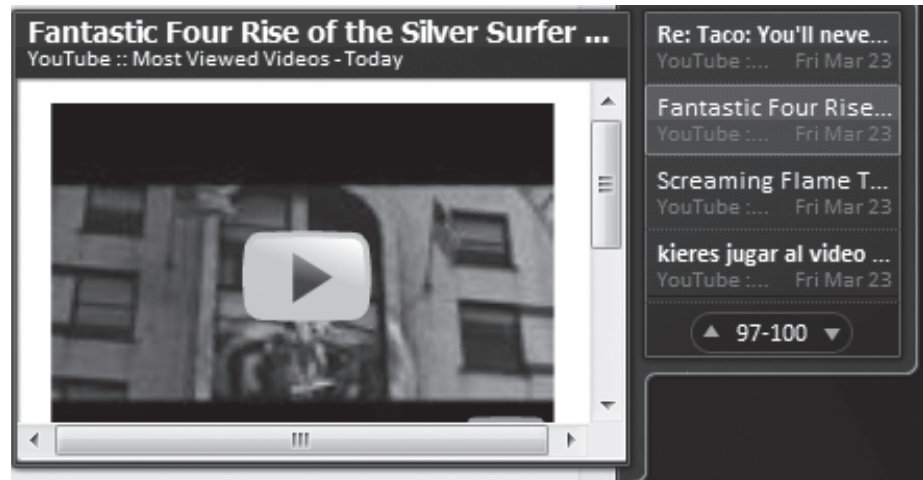 Fantastic Four Rise of the Silver Surfer ...
YouTube :: Most Viewed Videos - Today
Re: Taco: You'll neve...
YouTube :... Fri Mar 23
Fantastic Four Rise...
YouTube :... Fri Mar 23
Screaming Flame T...
YouTube :... Fri Mar 23
kieres jugar al video ...
YouTube :... Fri Mar 23
97-100